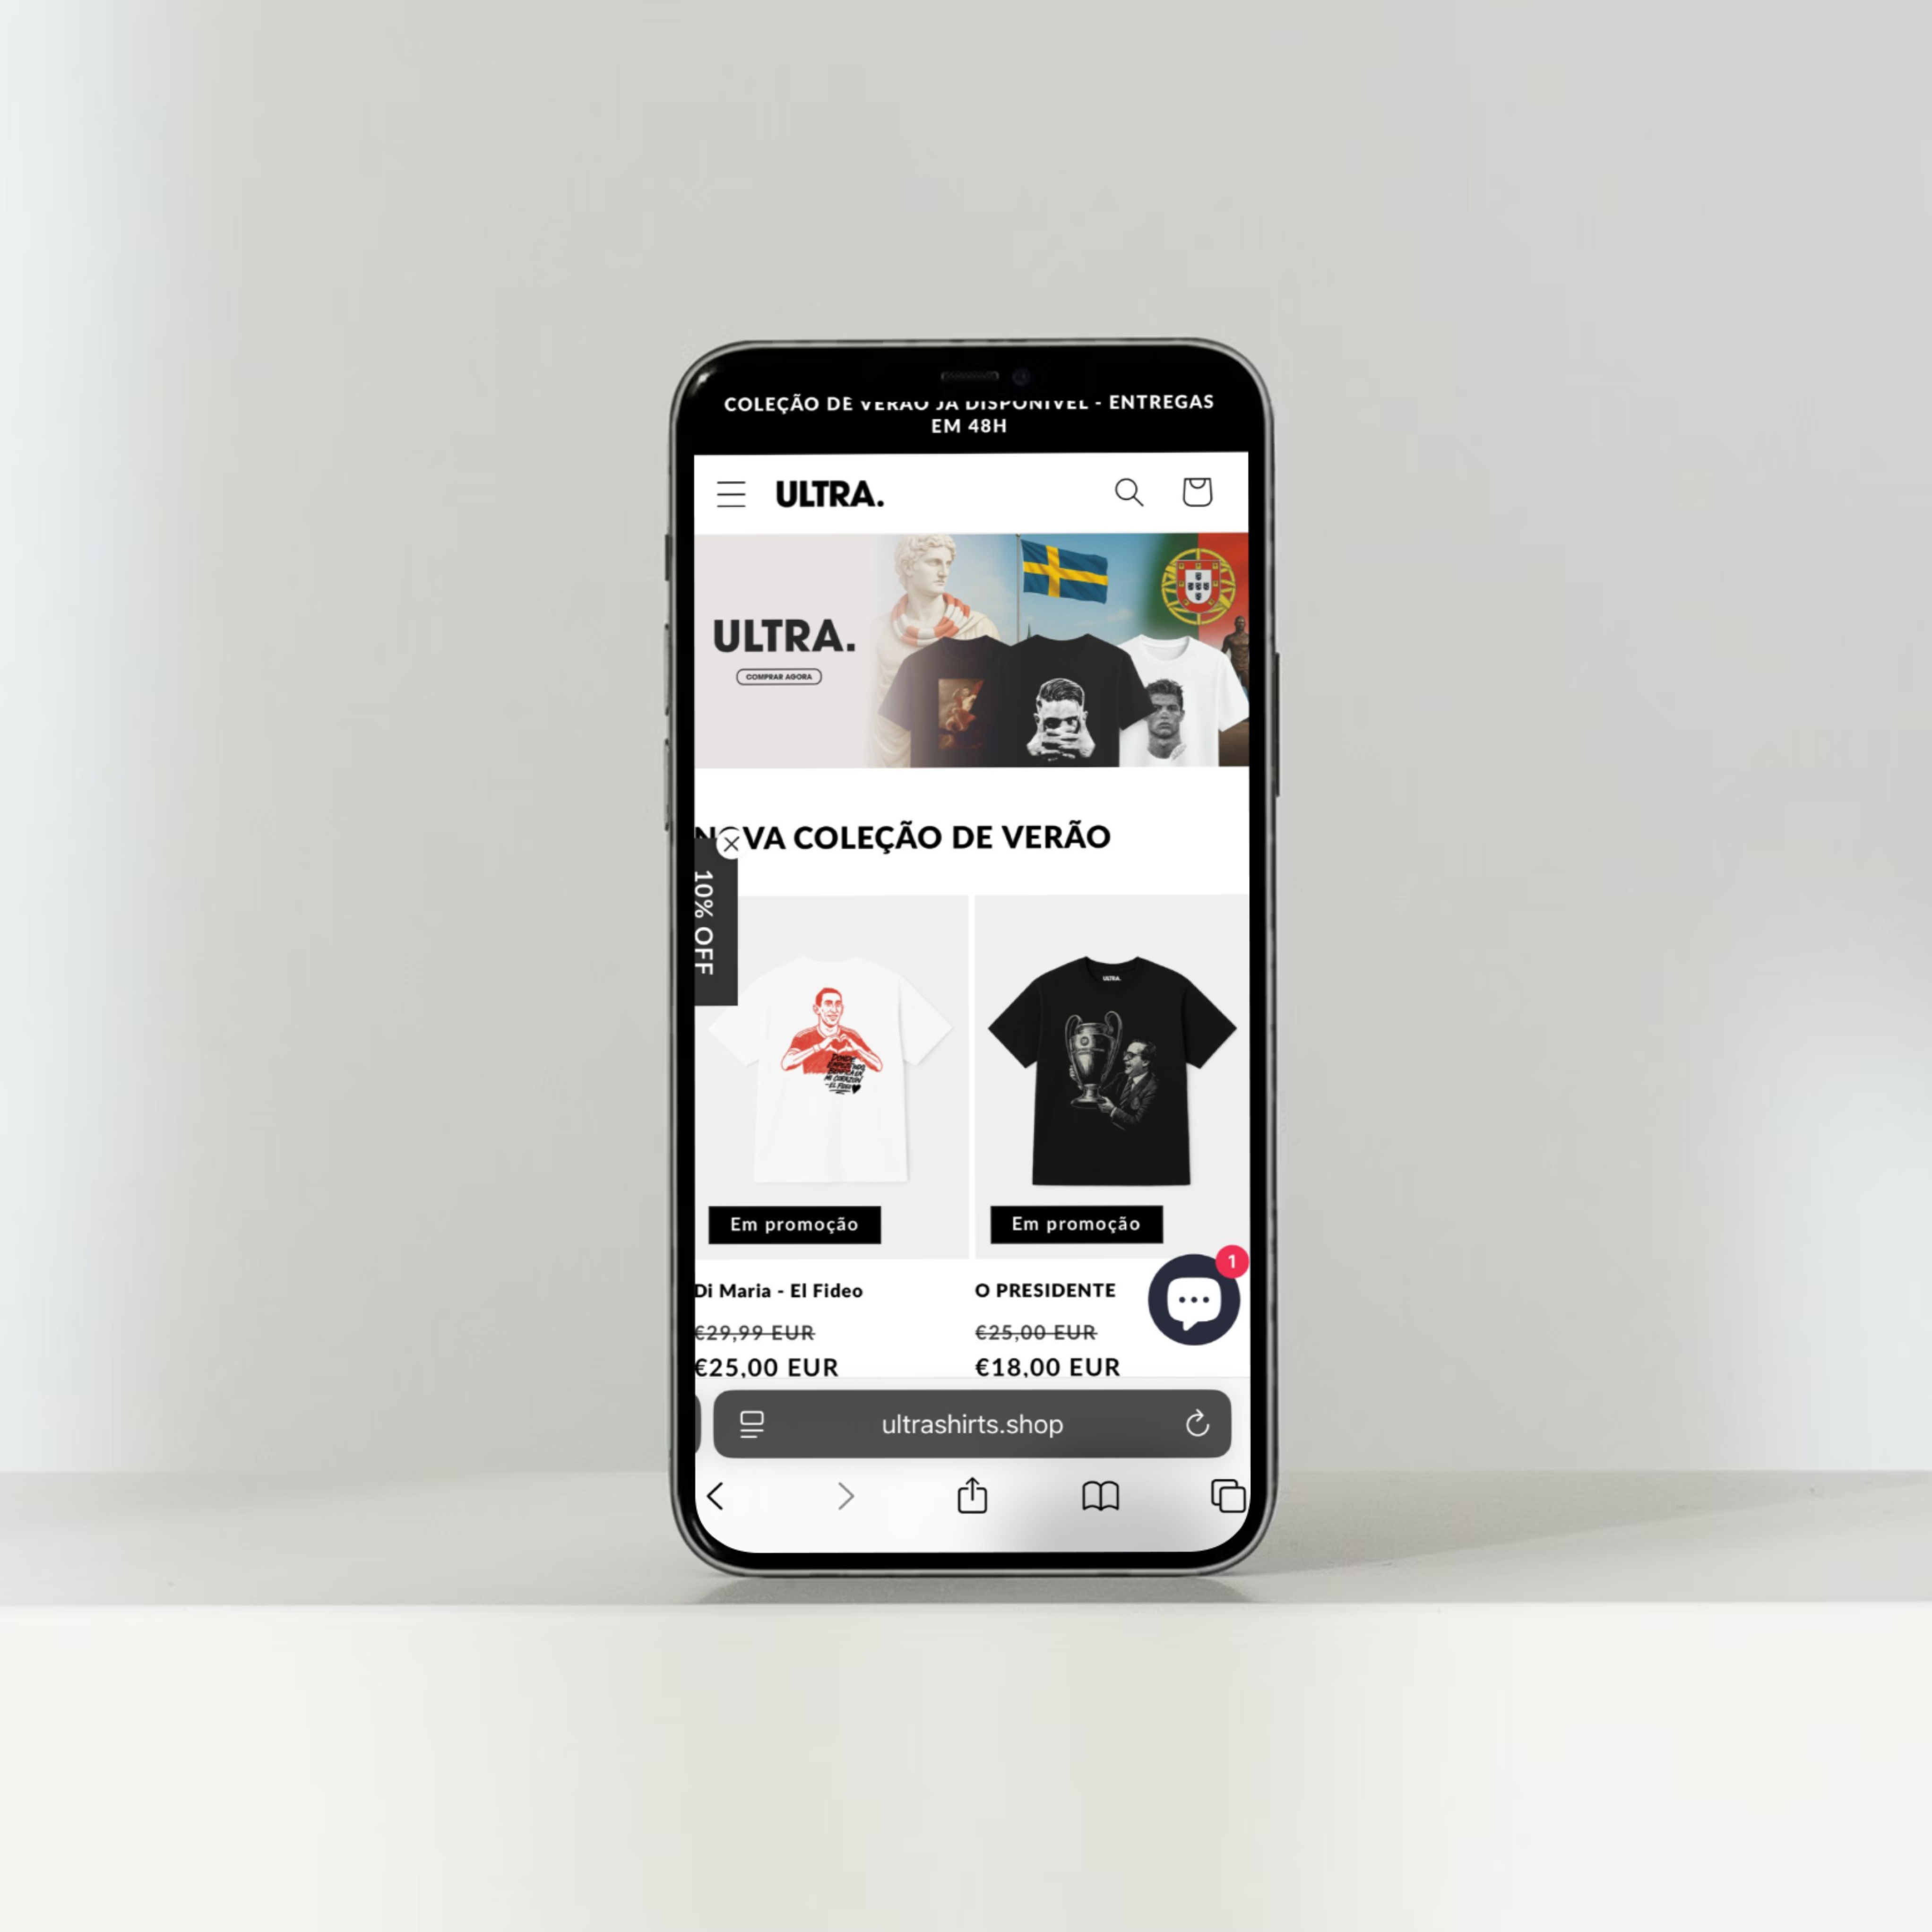 COLEÇÃO DE VERÃO JÁ DISPONÍVEL - ENTREGAS
EM 48H
ULTRA.
ULTRA.
COMPRAR AGORA
NOVA COLEÇÃO DE VERÃO
10% OFF
ULTRA.
Em promoção
Em promoção
1
Di Maria - El Fideo
O PRESIDENTE
€29,99 EUR
€25,00 EUR
€25,00 EUR
€18,00 EUR
ultrashirts.shop